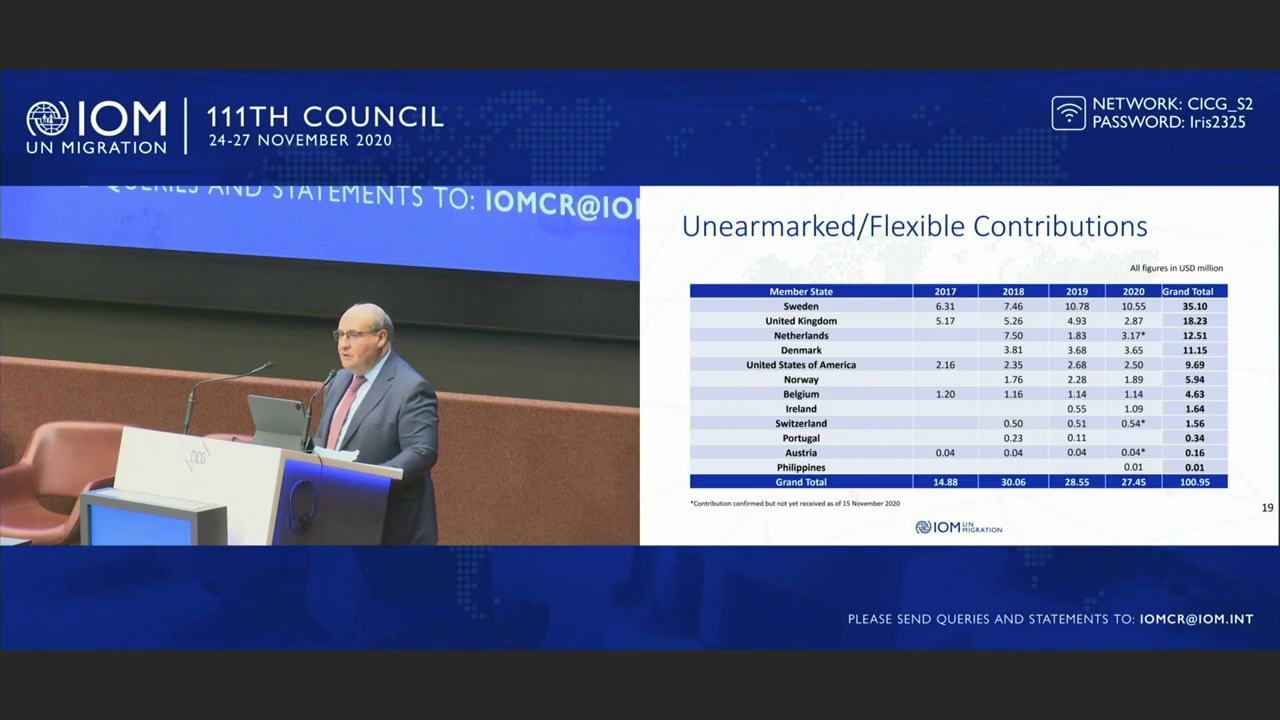 IOM
UN MIGRATION
111TH COUNCIL
24-27 NOVEMBER 2020
NETWORK: CICG_S2
PASSWORD: Iris2325
QUERIES AND STATEMENTS TO: IOMCR@IO
CICG
Unearmarked/Flexible Contributions
All figures in USD million
Member State 2017 2018 2019 2020 Grand Total
Sweden 6.31 7.46 10.78 10.55 35.10
United Kingdom 5.17 5.26 4.93 2.87 18.23
Netherlands 7.50 1.83 3.17* 12.51
Denmark 3.81 3.68 3.65 11.15
United States of America 2.16 2.35 2.68 2.50 9.69
Norway 1.76 2.28 1.89 5.94
Belgium 1.20 1.16 1.14 1.14 4.63
Ireland 0.55 1.09 1.64
Switzerland 0.50 0.51 0.54* 1.56
Portugal 0.23 0.11 0.34
Austria 0.04 0.04 0.04 0.04* 0.16
Philippines 0.01 0.01
Grand Total 14.88 30.06 28.55 27.45 100.95
*Contribution confirmed but not yet received as of 15 November 2020
19
IOM UN MIGRATION
PLEASE SEND QUERIES AND STATEMENTS TO: IOMCR@IOM.INT